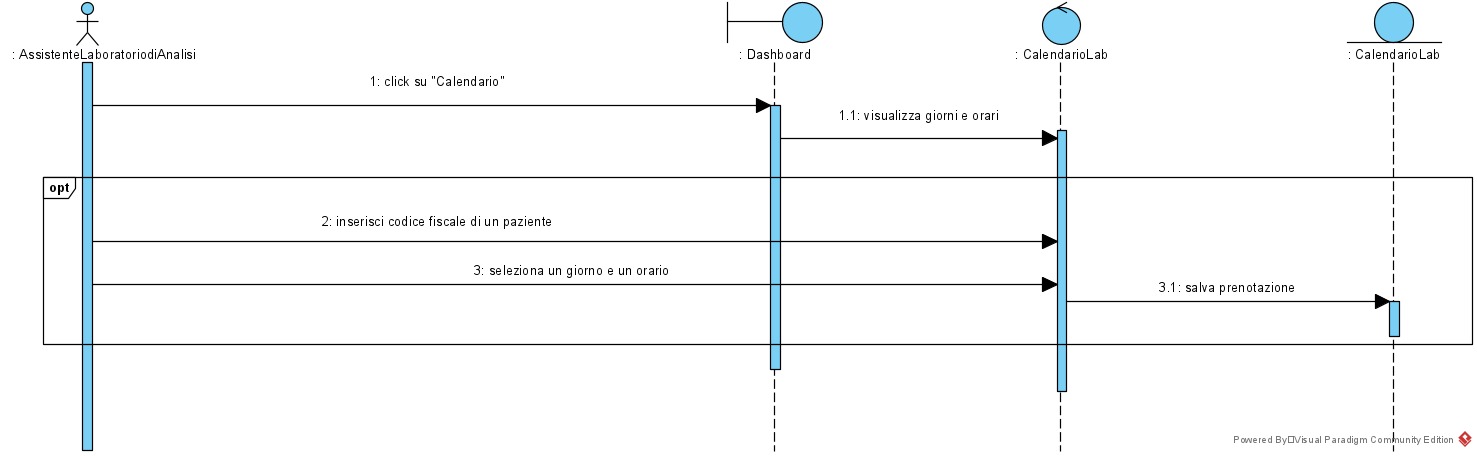 : AssistenteLaboratoriodiAnalisi
: Dashboard
: CalendarioLab
: CalendarioLab
1: click su "Calendario"
1.1: visualizza giorni e orari
opt
2: inserisci codice fiscale di un paziente
3: seleziona un giorno e un orario
3.1: salva prenotazione
Powered By Visual Paradigm Community Edition